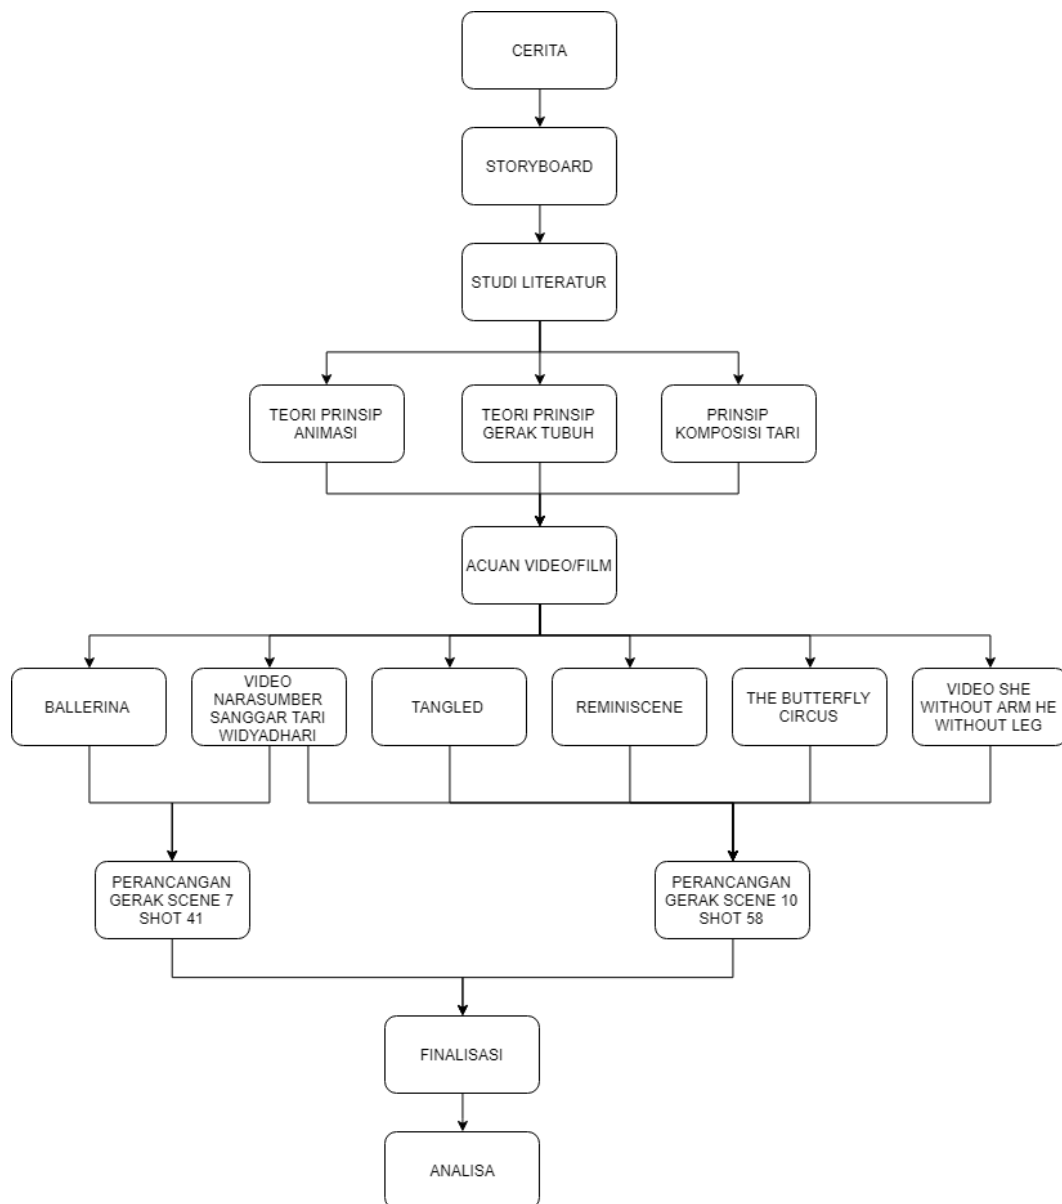 CERITA
STORYBOARD
STUDI LITERATUR
TEORI PRINSIP
ANIMASI
TEORI PRINSIP
GERAK TUBUH
PRINSIP
KOMPOSISI TARI
ACUAN VIDEO/FILM
BALLERINA
VIDEO
NARASUMBER
SANGGAR TARI
WIDYADHARI
TANGLED
REMINISCENE
THE BUTTERFLY
CIRCUS
VIDEO SHE
WITHOUT ARM HE
WITHOUT LEG
PERANCANGAN
GERAK SCENE 7
SHOT 41
PERANCANGAN
GERAK SCENE 10
SHOT 58
FINALISASI
ANALISA